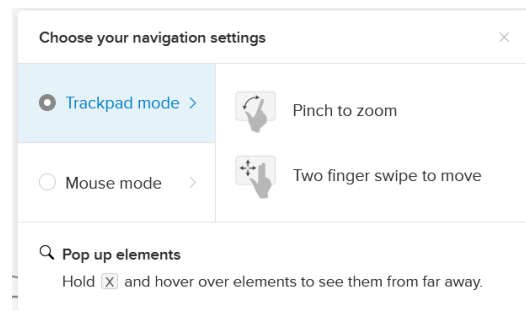 Choose your navigation settings
Trackpad mode
Pinch to zoom
Two finger swipe to move
Mouse mode
Pop up elements
Hold X and hover over elements to see them from far away.